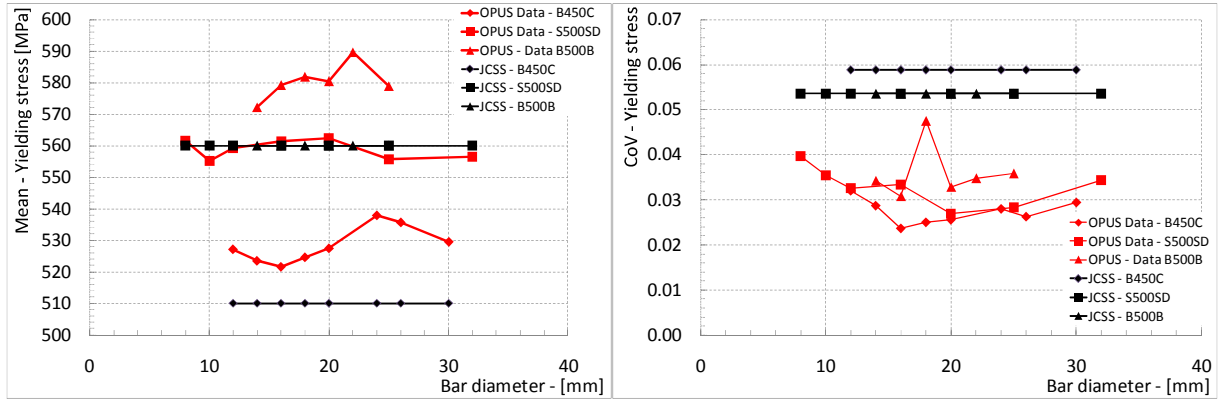 Mean - Yielding stress [MPa]
600
590
580
570
560
550
540
530
520
510
500
0
10
20
30
40
Bar diameter - [mm]
OPUS Data - B450C
OPUS Data - S500SD
OPUS - Data B500B
JCSS - B450C
JCSS - S500SD
JCSS - B500B
CoV - Yielding stress
0.07
0.06
0.05
0.04
0.03
0.02
0.01
0.00
0
10
20
30
40
Bar diameter - [mm]
OPUS Data - B450C
OPUS Data - S500SD
OPUS - Data B500B
JCSS - B450C
JCSS - S500SD
JCSS - B500B